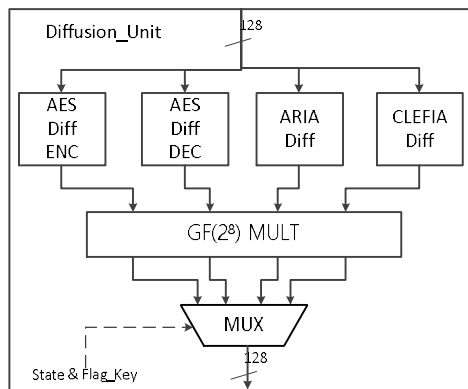 Diffusion_Unit
128
AES
Diff
ENC
AES
Diff
DEC
ARIA
Diff
CLEFIA
Diff
GF(2⁸) MULT
MUX
State & Flag_Key
128